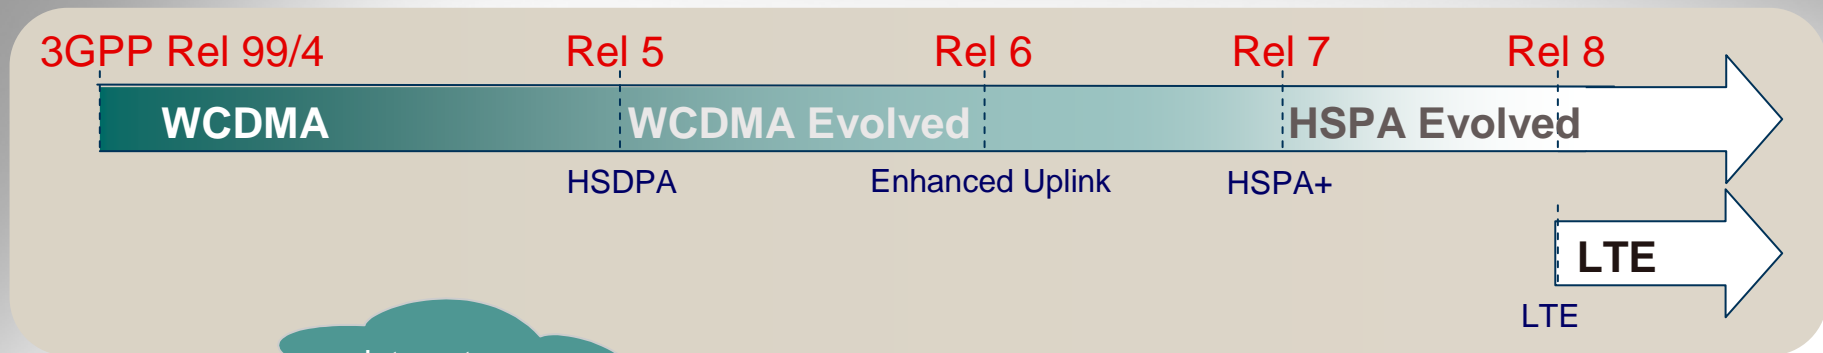 3GPP Rel 99/4 Rel 5 Rel 6 Rel 7 Rel 8
WCDMA WCDMA Evolved HSPA Evolved
HSDPA Enhanced Uplink HSPA+
LTE
LTE